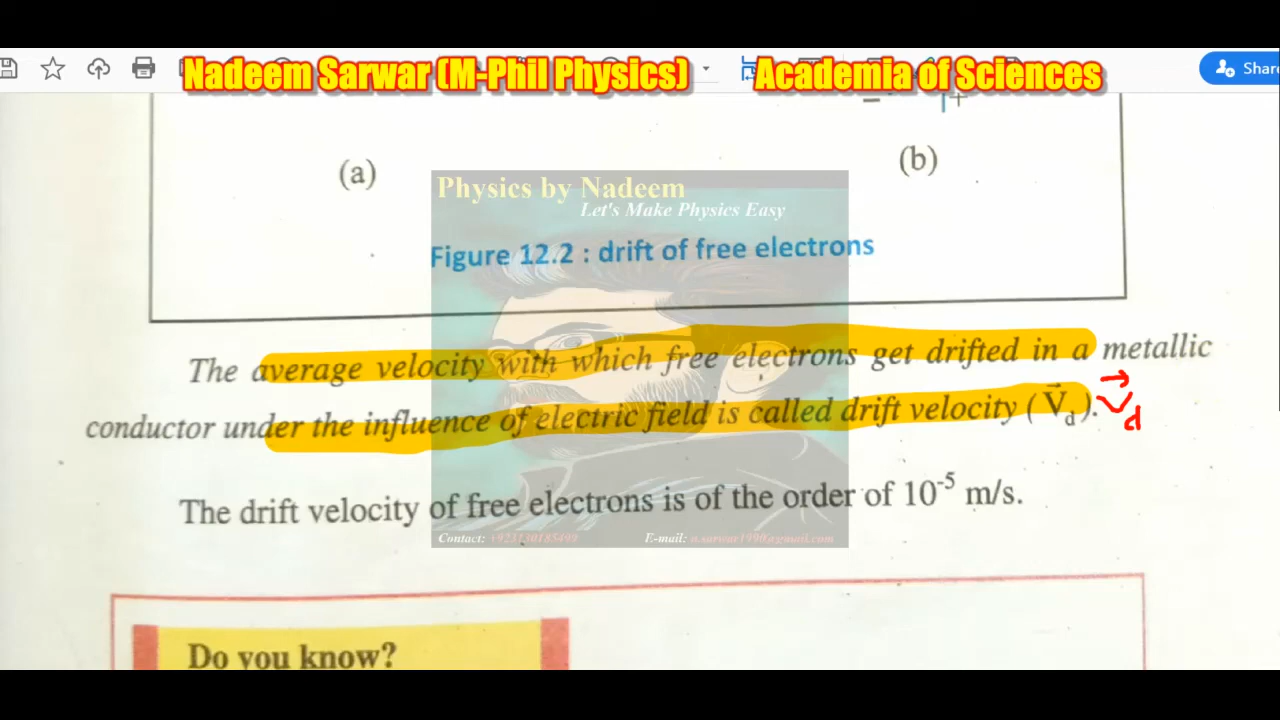 Nadeem Sarwar (M-Phil Physics) Academia of Sciences
Share
(a) (b)
Physics by Nadeem
Let's Make Physics Easy
Figure 12.2 : drift of free electrons
The average velocity with which free electrons get drifted in a metallic
conductor under the influence of electric field is called drift velocity ( V⃗d ). V⃗d
The drift velocity of free electrons is of the order of 10⁻⁵ m/s.
Contact: E-mail:
Do you know?